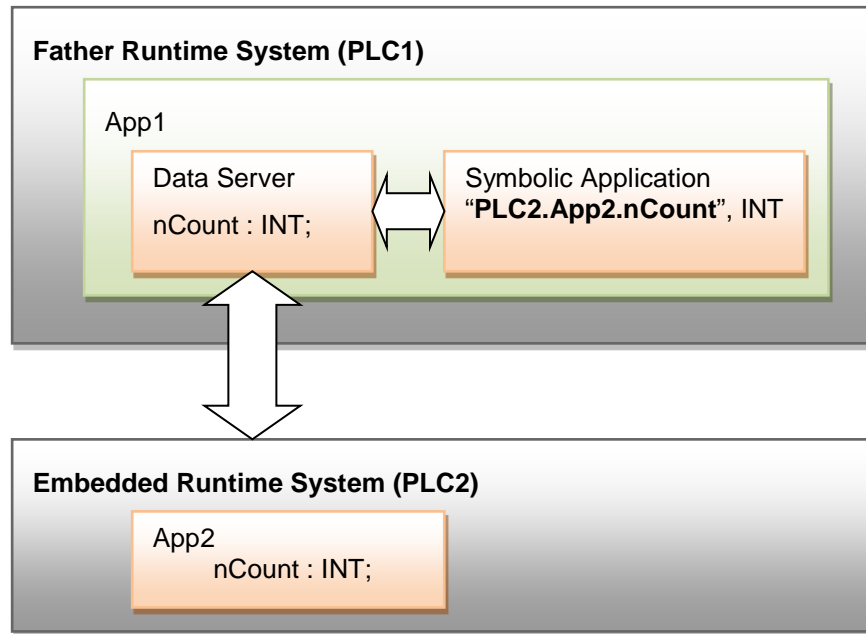 Father Runtime System (PLC1)
App1
Data Server
nCount : INT;
Symbolic Application
“PLC2.App2.nCount”, INT
Embedded Runtime System (PLC2)
App2
nCount : INT;